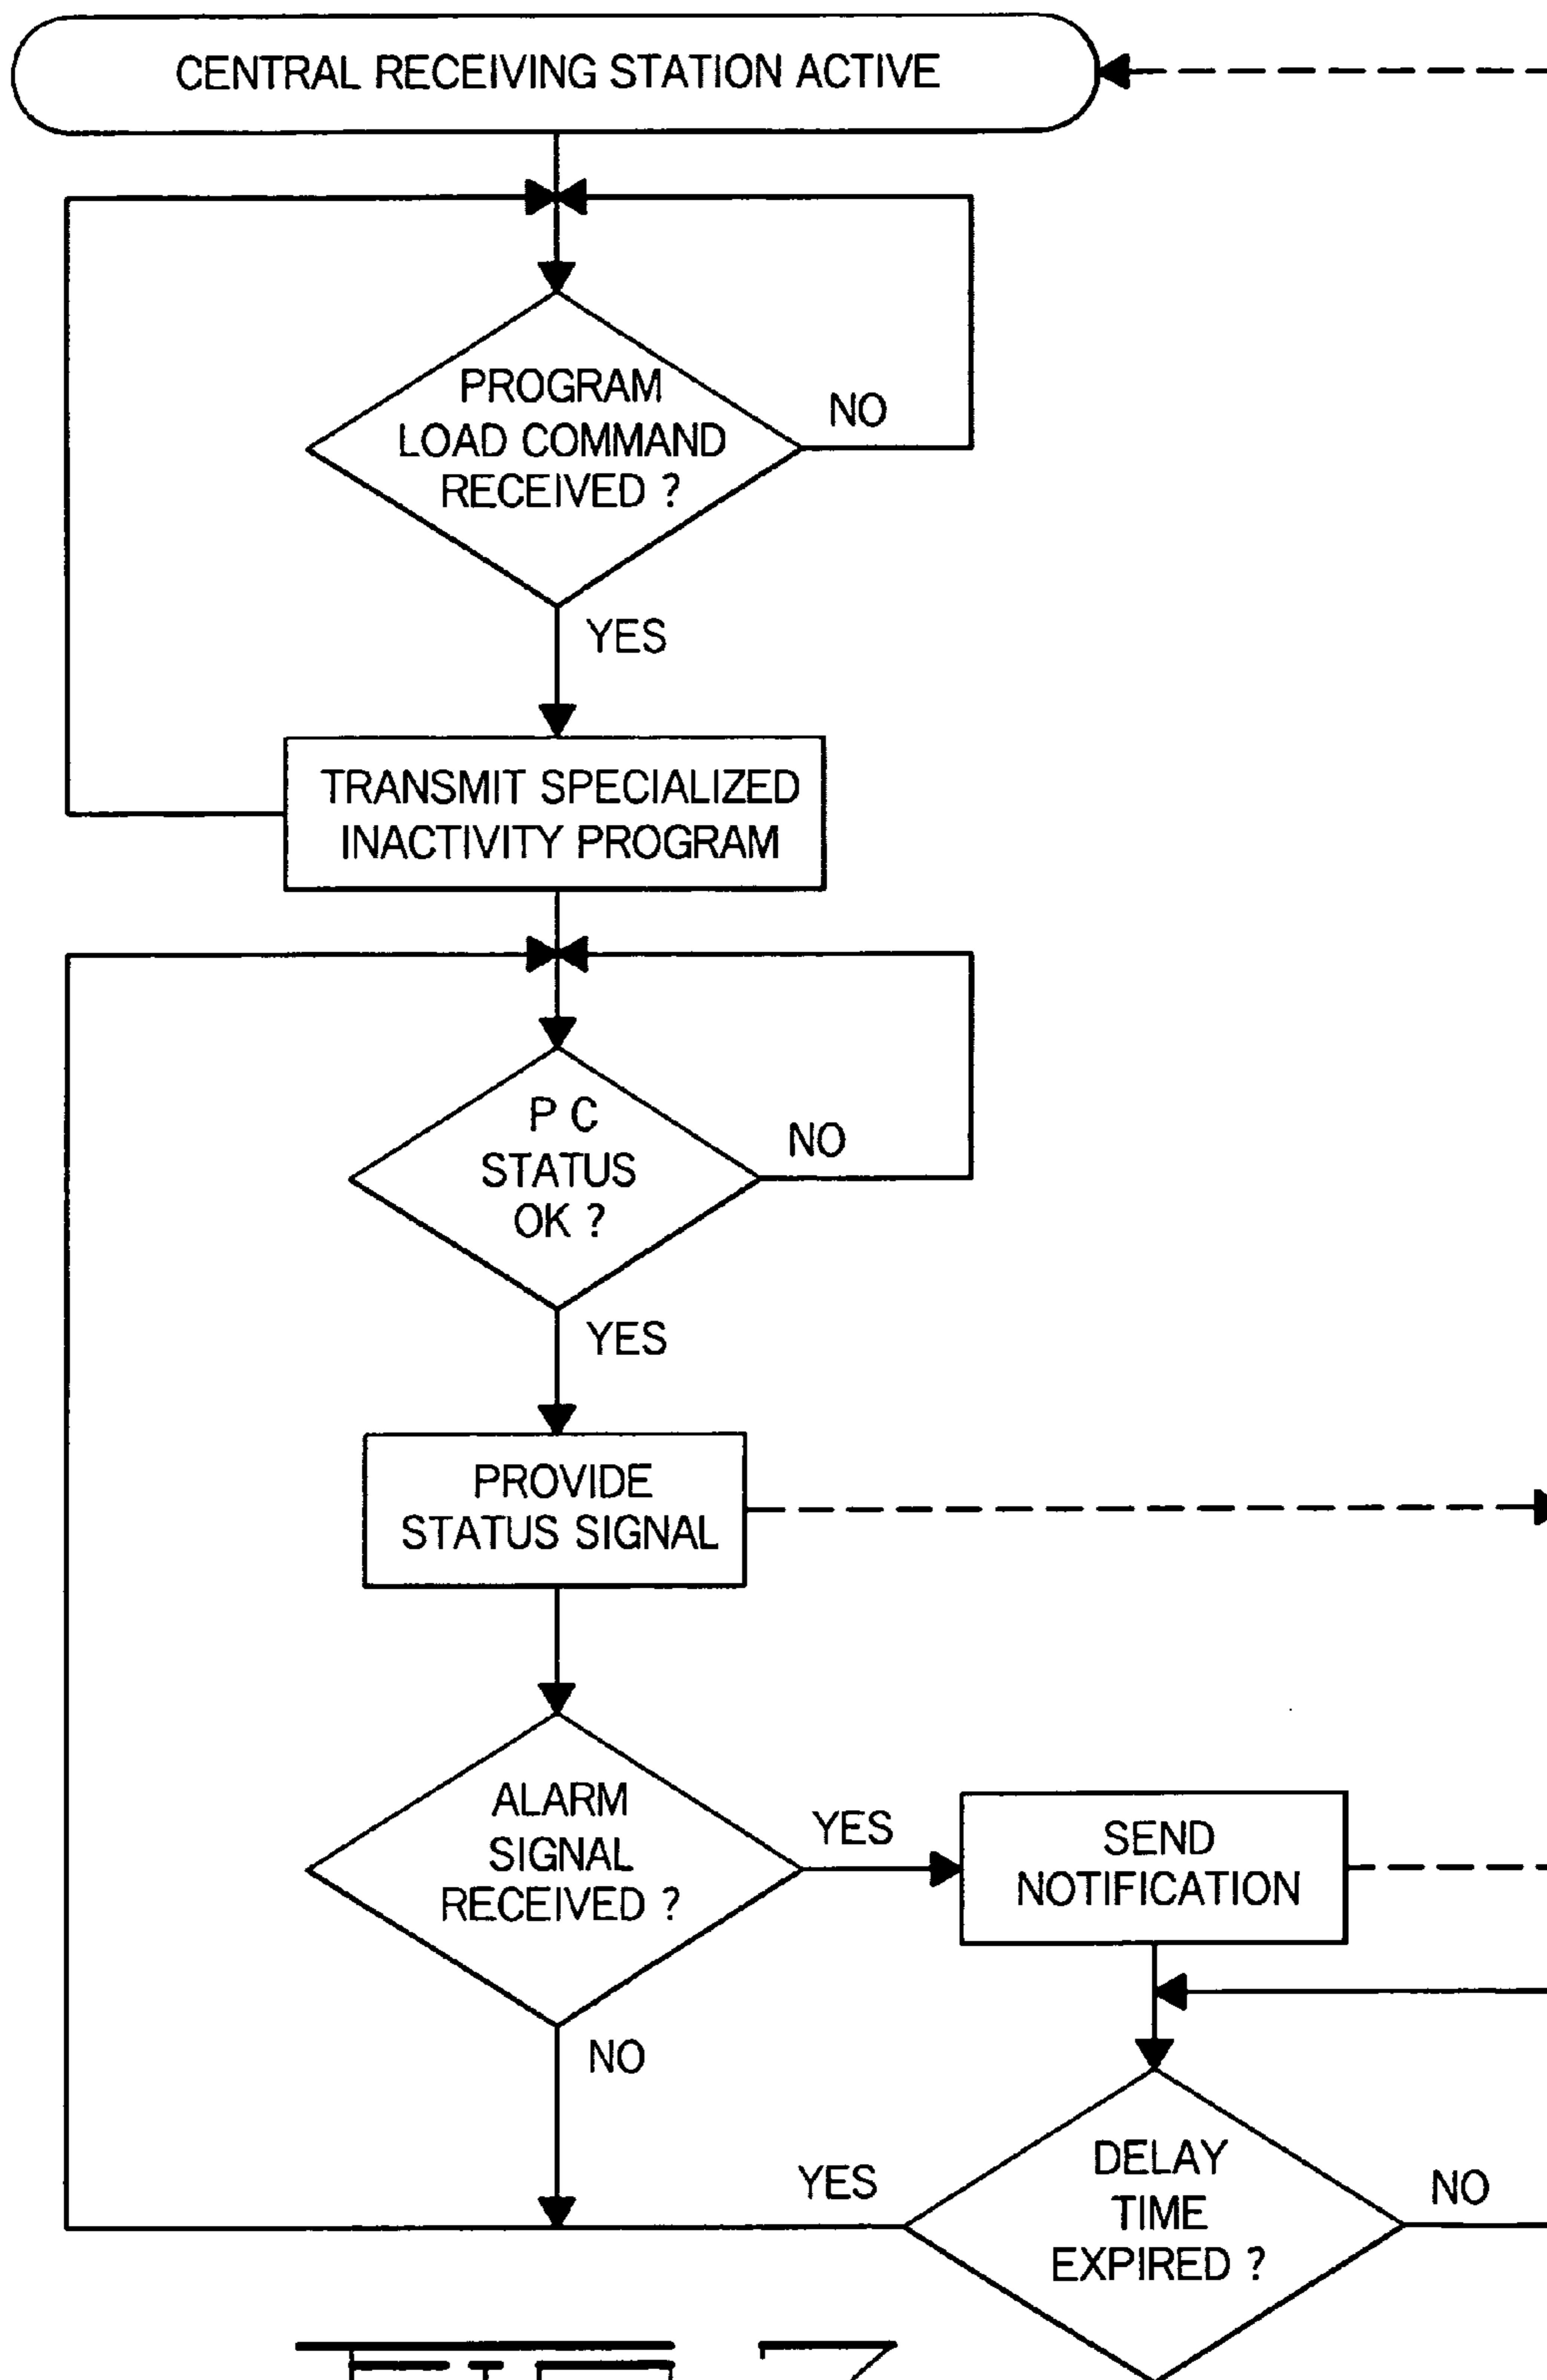 CENTRAL RECEIVING STATION ACTIVE
PROGRAM
LOAD COMMAND
RECEIVED ?
NO
YES
TRANSMIT SPECIALIZED
INACTIVITY PROGRAM
P C
STATUS
OK ?
NO
YES
PROVIDE
STATUS SIGNAL
ALARM
SIGNAL
RECEIVED ?
YES
SEND
NOTIFICATION
NO
DELAY
TIME
EXPIRED ?
YES
NO